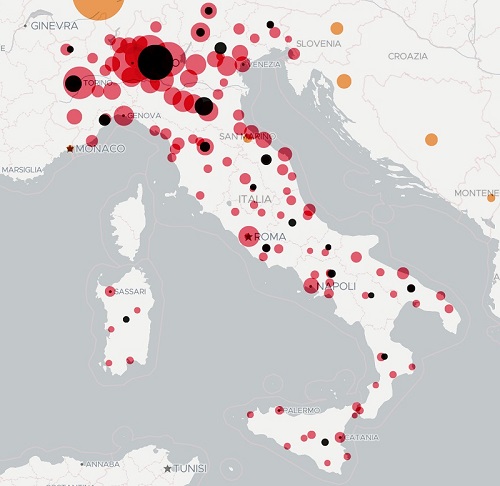 GINEVRA
SLOVENIA
CROAZIA
VENEZIA
TORINO
GENOVA
SAN MARINO
MONACO
MARSIGLIA
MONTENE
ITALIA
ROMA
NAPOLI
SASSARI
PALERMO
CATANIA
ANNABA
TUNISI
COSTANTINA